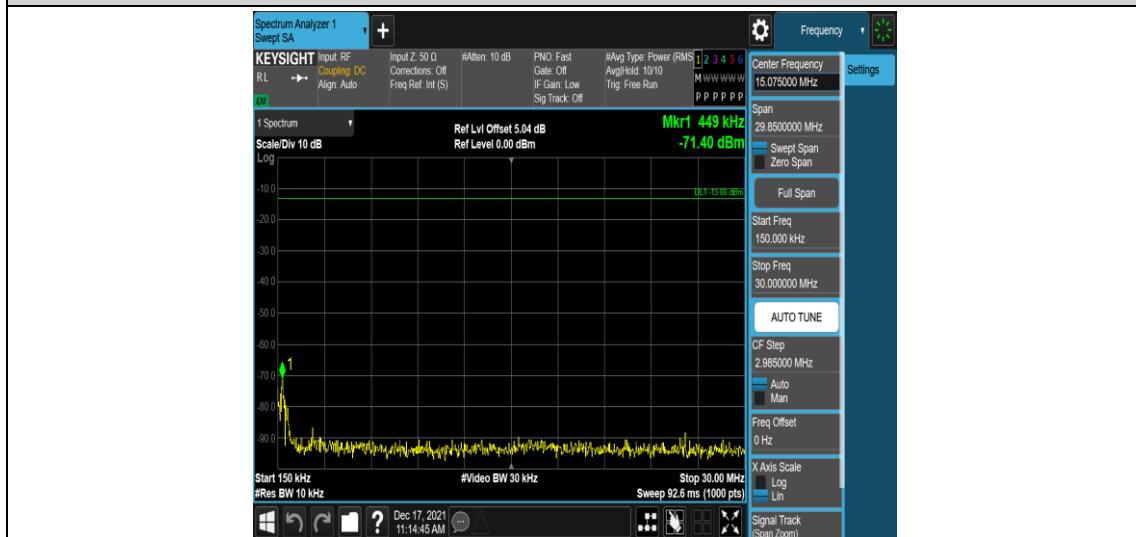 Spectrum Analyzer 1
Swept SA
+
Frequency
KEYSIGHT
RL
LXI
Input: RF
Coupling: DC
Align: Auto
Input Z: 50 Ω
Corrections: Off
Freq Ref: Int (S)
#Atten: 10 dB
PNO: Fast
Gate: Off
IF Gain: Low
Sig Track: Off
#Avg Type: Power (RMS
Avg|Hold: 10/10
Trig: Free Run
1 2 3 4 5 6
M W W W W W
P P P P P P
1 Spectrum
Scale/Div 10 dB
Log
Ref Lvl Offset 5.04 dB
Ref Level 0.00 dBm
Mkr1 449 kHz
-71.40 dBm
DL1 -13.00 dBm
-10.0
-20.0
-30.0
-40.0
-50.0
-60.0
-70.0
-80.0
-90.0
1
Start 150 kHz
#Res BW 10 kHz
#Video BW 30 kHz
Stop 30.00 MHz
Sweep 92.6 ms (1000 pts)
?
Dec 17, 2021
11:14:45 AM
Center Frequency
15.075000 MHz
Span
29.8500000 MHz
Swept Span
Zero Span
Full Span
Start Freq
150.000 kHz
Stop Freq
30.000000 MHz
AUTO TUNE
CF Step
2.985000 MHz
Auto
Man
Freq Offset
0 Hz
X Axis Scale
Log
Lin
Signal Track
(Span Zoom)
Settings